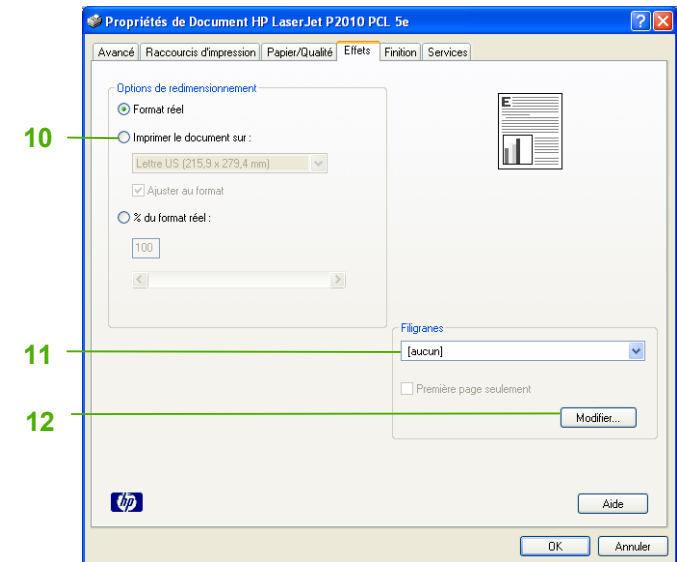 Propriétés de Document HP LaserJet P2010 PCL 5e
Avancé Raccourcis d'impression Papier/Qualité Effets Finition Services
Options de redimensionnement
Format réel
10 Imprimer le document sur :
Lettre US (215,9 x 279,4 mm)
Ajuster au format
% du format réel :
100
E
Filigranes
11 [aucun]
Première page seulement
12 Modifier...
hp
Aide
OK Annuler